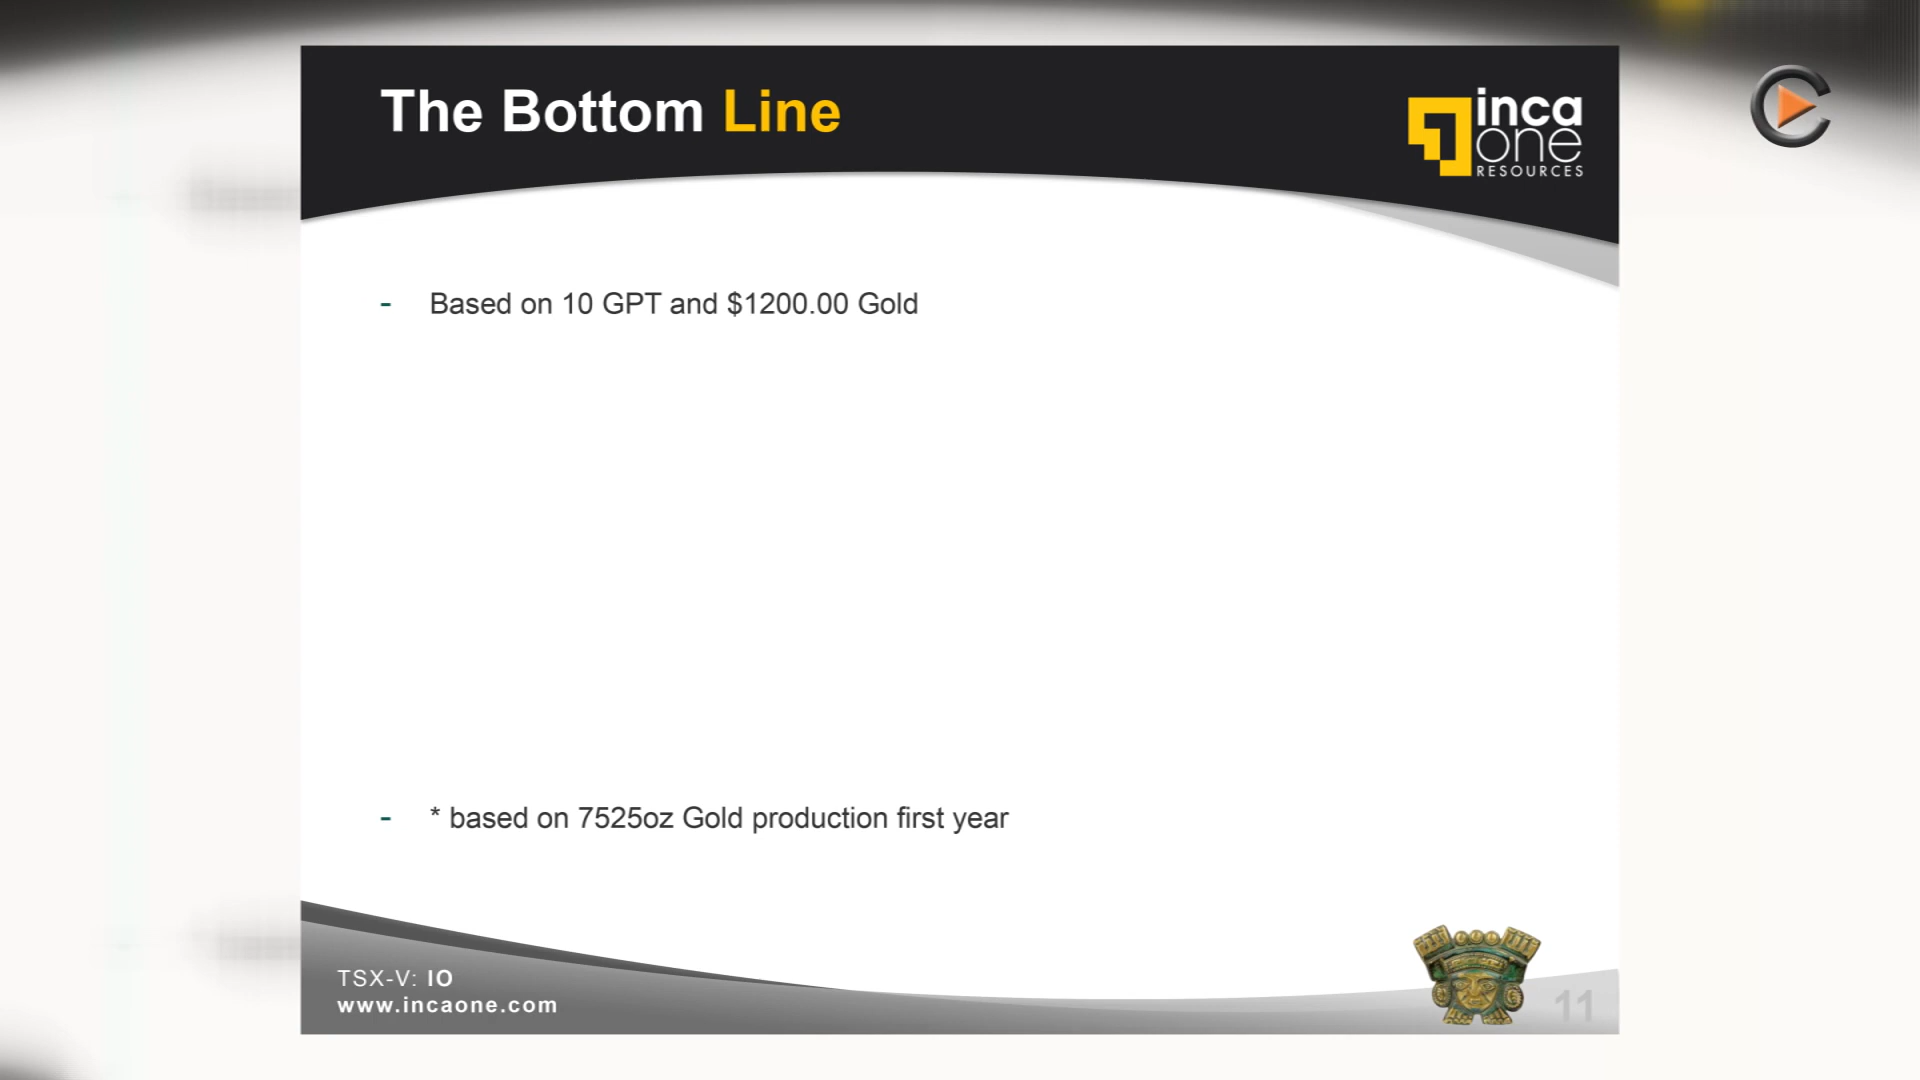 The Bottom Line
inca
one
RESOURCES
- Based on 10 GPT and $1200.00 Gold
- * based on 7525oz Gold production first year
TSX-V: IO
www.incaone.com
11